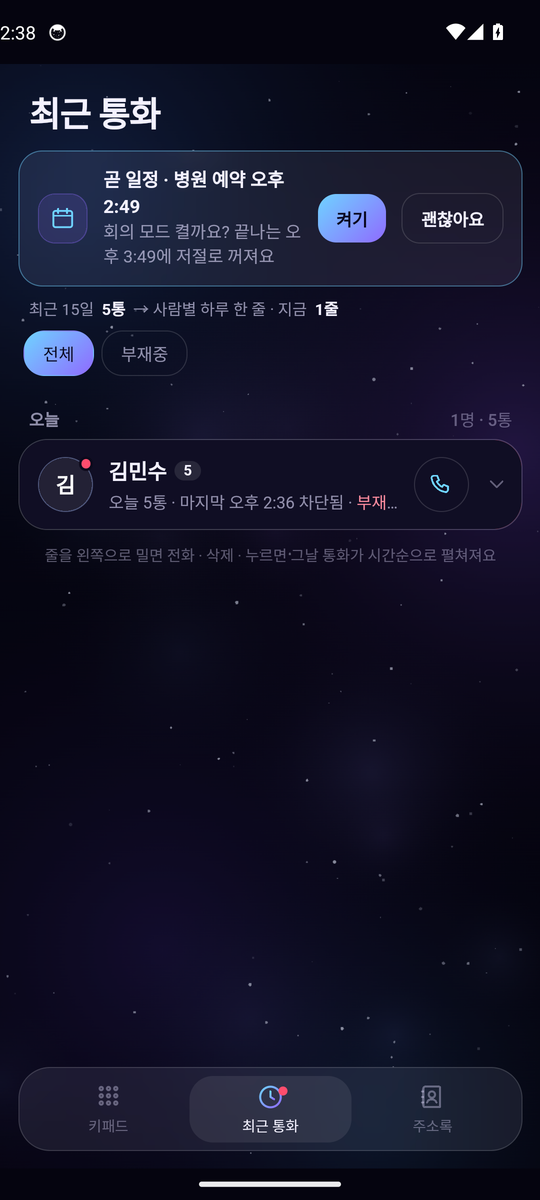 2:38
최근 통화
곧 일정 · 병원 예약 오후
2:49
회의 모드 켤까요? 끝나는 오
후 3:49에 저절로 꺼져요
켜기
괜찮아요
최근 15일 5통 → 사람별 하루 한 줄 · 지금 1줄
전체
부재중
오늘
1명 · 5통
김
김민수 5
오늘 5통 · 마지막 오후 2:36 차단됨 · 부재…
줄을 왼쪽으로 밀면 전화 · 삭제 · 누르면 그날 통화가 시간순으로 펼쳐져요
키패드
최근 통화
주소록